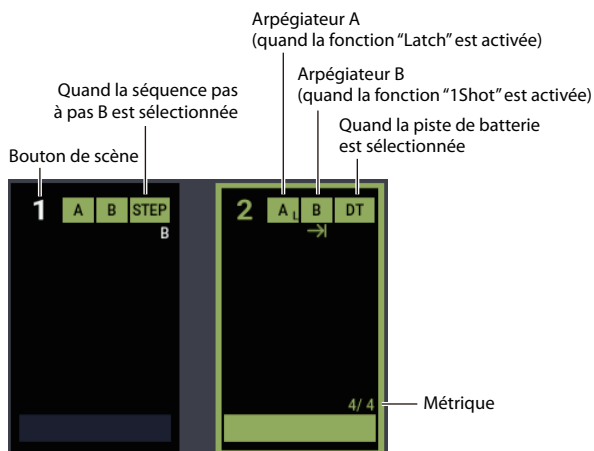 Arpégiateur A
(quand la fonction “Latch” est activée)
Arpégiateur B
(quand la fonction “1Shot” est activée)
Quand la séquence pas
à pas B est sélectionnée
Quand la piste de batterie
est sélectionnée
Bouton de scène
1 A B STEP
B
2 A L B DT
4/4
Métrique